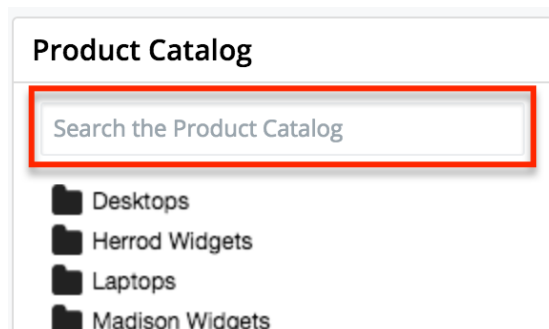 Product Catalog
Search the Product Catalog
Desktops
Herrod Widgets
Laptops
Madison Widgets